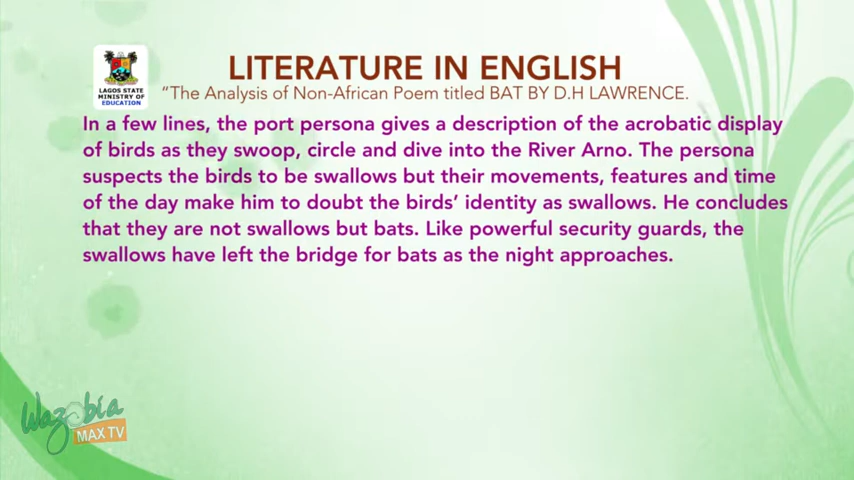 LITERATURE IN ENGLISH
"The Analysis of Non-African Poem titled BAT BY D.H LAWRENCE.
LAGOS STATE
MINISTRY OF
EDUCATION
In a few lines, the port persona gives a description of the acrobatic display
of birds as they swoop, circle and dive into the River Arno. The persona
suspects the birds to be swallows but their movements, features and time
of the day make him to doubt the birds' identity as swallows. He concludes
that they are not swallows but bats. Like powerful security guards, the
swallows have left the bridge for bats as the night approaches.
Wazobia
MAX TV